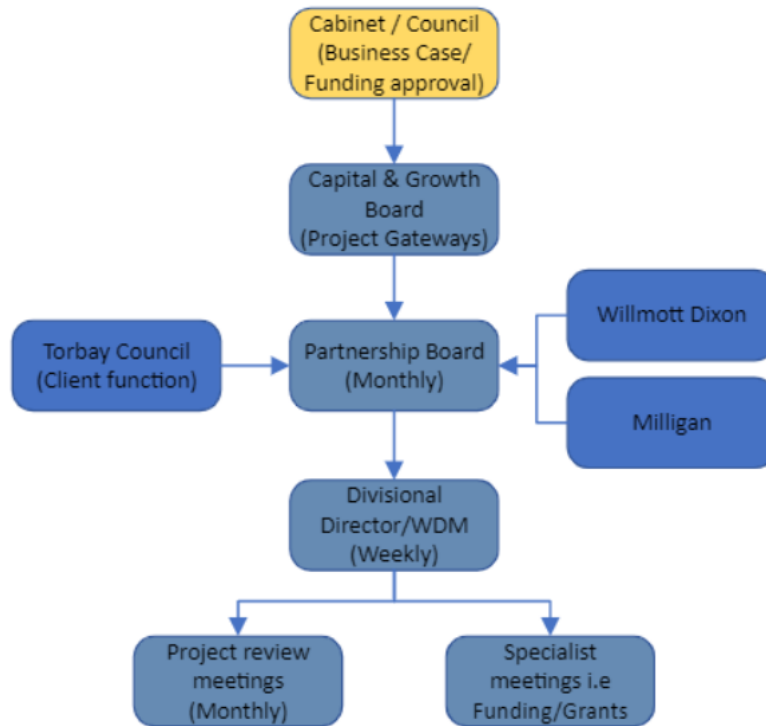 Cabinet / Council
(Business Case/
Funding approval)
Capital & Growth
Board
(Project Gateways)
Torbay Council
(Client function)
Partnership Board
(Monthly)
Willmott Dixon
Milligan
Divisional
Director/WDM
(Weekly)
Project review
meetings
(Monthly)
Specialist
meetings i.e
Funding/Grants